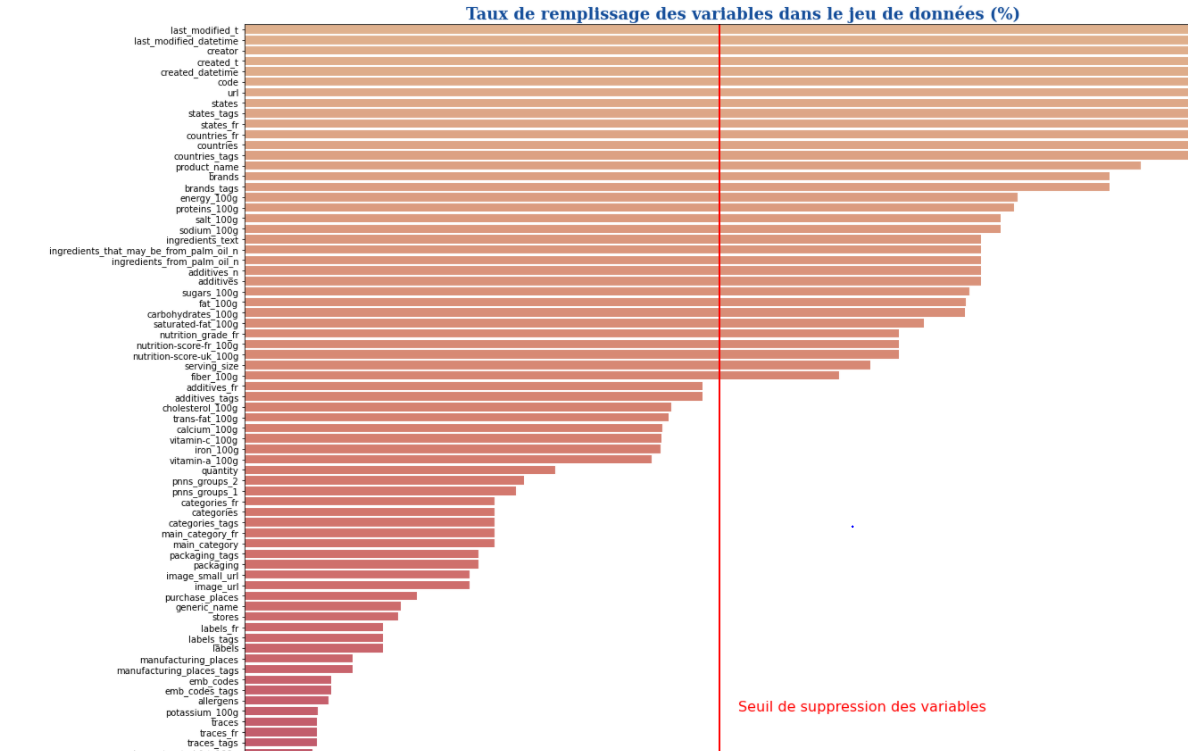 Taux de remplissage des variables dans le jeu de données (%)
last_modified_t
last_modified_datetime
creator
created_t
created_datetime
code
url
states
states_tags
states_fr
countries_fr
countries
countries_tags
product_name
brands
brands_tags
energy_100g
proteins_100g
salt_100g
sodium_100g
ingredients_text
ingredients_that_may_be_from_palm_oil_n
ingredients_from_palm_oil_n
additives_n
additives
sugars_100g
fat_100g
carbohydrates_100g
saturated-fat_100g
nutrition_grade_fr
nutrition-score-fr_100g
nutrition-score-uk_100g
serving_size
fiber_100g
additives_fr
additives_tags
cholesterol_100g
trans-fat_100g
calcium_100g
vitamin-c_100g
iron_100g
vitamin-a_100g
quantity
pnns_groups_2
pnns_groups_1
categories_fr
categories
categories_tags
main_category_fr
main_category
packaging_tags
packaging
image_small_url
image_url
purchase_places
generic_name
stores
labels_fr
labels_tags
labels
manufacturing_places
manufacturing_places_tags
emb_codes
emb_codes_tags
allergens
potassium_100g
traces
traces_fr
traces_tags
Seuil de suppression des variables